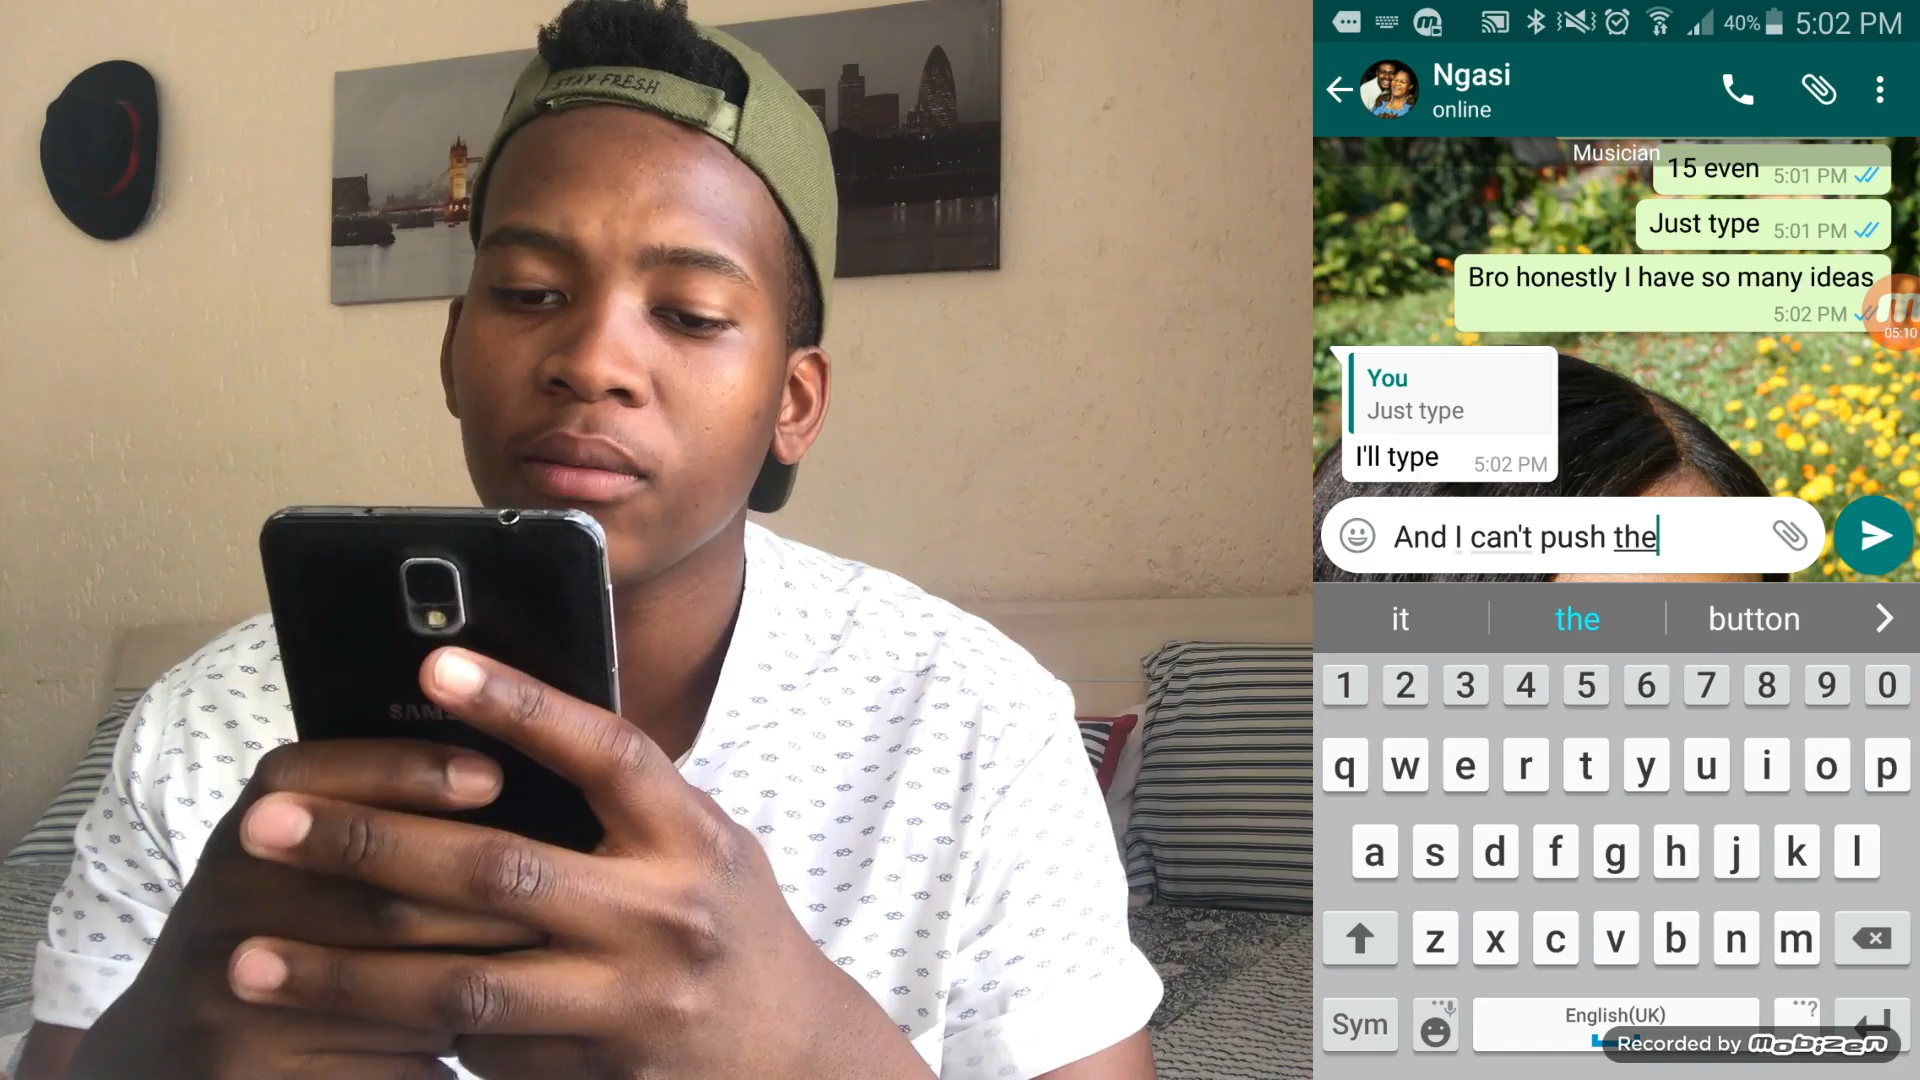 STAY FRESH
SAMS
40% 5:02 PM
Ngasi
online
Musician
15 even 5:01 PM
Just type 5:01 PM
Bro honestly I have so many ideas
5:02 PM
05:10
You
Just type
I'll type 5:02 PM
And I can't push the
it the button
1 2 3 4 5 6 7 8 9 0
q w e r t y u i o p
a s d f g h j k l
z x c v b n m
Sym English(UK) ?
Recorded by mobizen